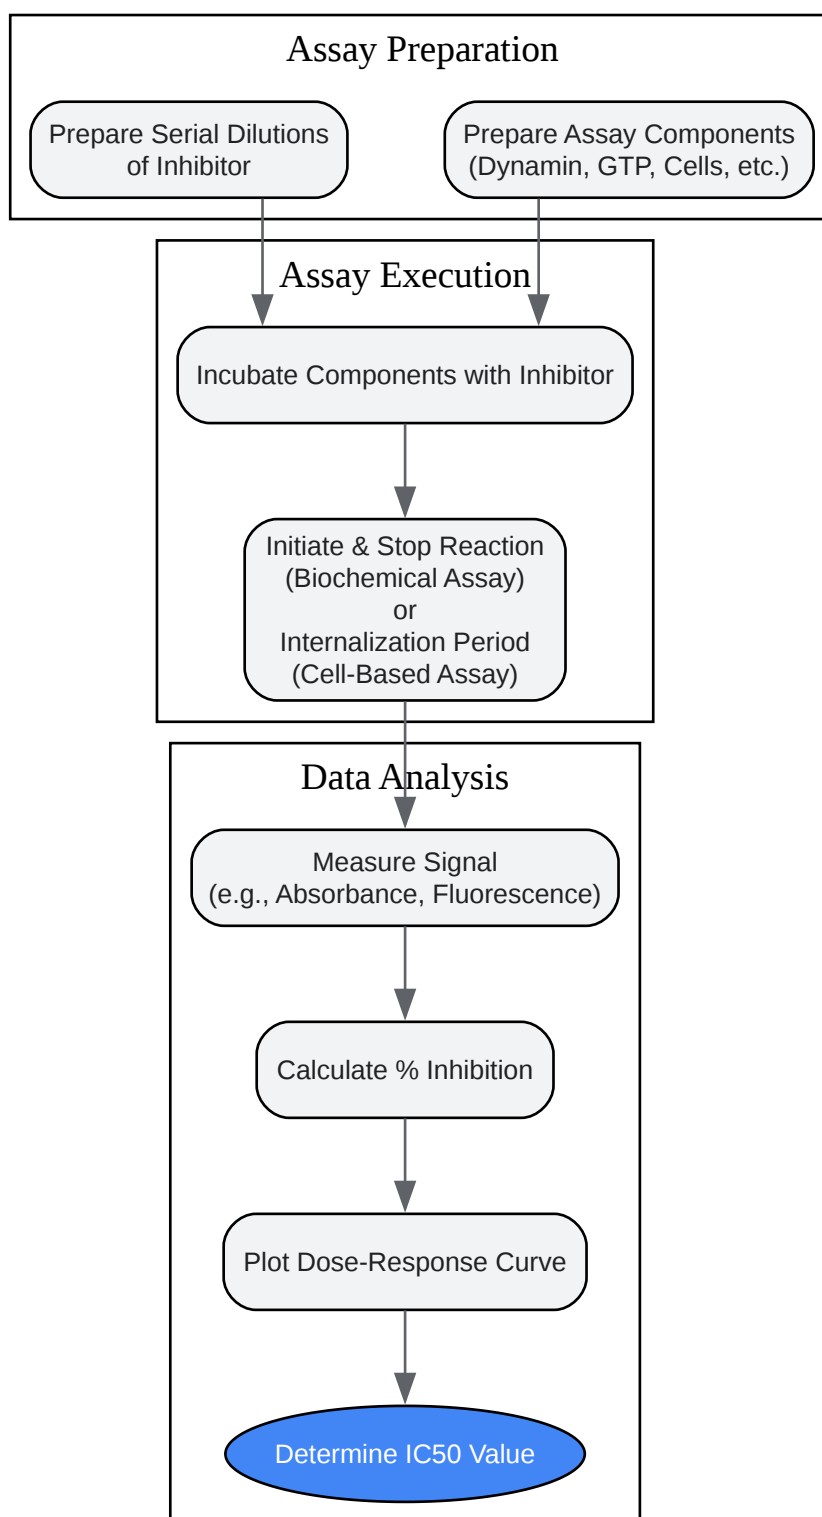 Assay Preparation
Prepare Serial Dilutions
of Inhibitor
Prepare Assay Components
(Dynamin, GTP, Cells, etc.)
Assay Execution
Incubate Components with Inhibitor
Initiate & Stop Reaction
(Biochemical Assay)
or
Internalization Period
(Cell-Based Assay)
Data Analysis
Measure Signal
(e.g., Absorbance, Fluorescence)
Calculate % Inhibition
Plot Dose-Response Curve
Determine IC50 Value